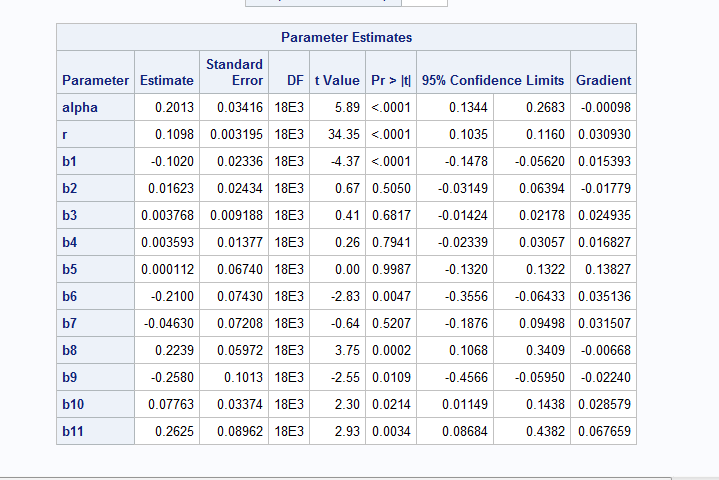 Parameter Estimates
Parameter Estimate Standard Error DF t Value Pr > |t| 95% Confidence Limits Gradient
alpha 0.2013 0.03416 18E3 5.89 <.0001 0.1344 0.2683 -0.00098
r 0.1098 0.003195 18E3 34.35 <.0001 0.1035 0.1160 0.030930
b1 -0.1020 0.02336 18E3 -4.37 <.0001 -0.1478 -0.05620 0.015393
b2 0.01623 0.02434 18E3 0.67 0.5050 -0.03149 0.06394 -0.01779
b3 0.003768 0.009188 18E3 0.41 0.6817 -0.01424 0.02178 0.024935
b4 0.003593 0.01377 18E3 0.26 0.7941 -0.02339 0.03057 0.016827
b5 0.000112 0.06740 18E3 0.00 0.9987 -0.1320 0.1322 0.13827
b6 -0.2100 0.07430 18E3 -2.83 0.0047 -0.3556 -0.06433 0.035136
b7 -0.04630 0.07208 18E3 -0.64 0.5207 -0.1876 0.09498 0.031507
b8 0.2239 0.05972 18E3 3.75 0.0002 0.1068 0.3409 -0.00668
b9 -0.2580 0.1013 18E3 -2.55 0.0109 -0.4566 -0.05950 -0.02240
b10 0.07763 0.03374 18E3 2.30 0.0214 0.01149 0.1438 0.028579
b11 0.2625 0.08962 18E3 2.93 0.0034 0.08684 0.4382 0.067659